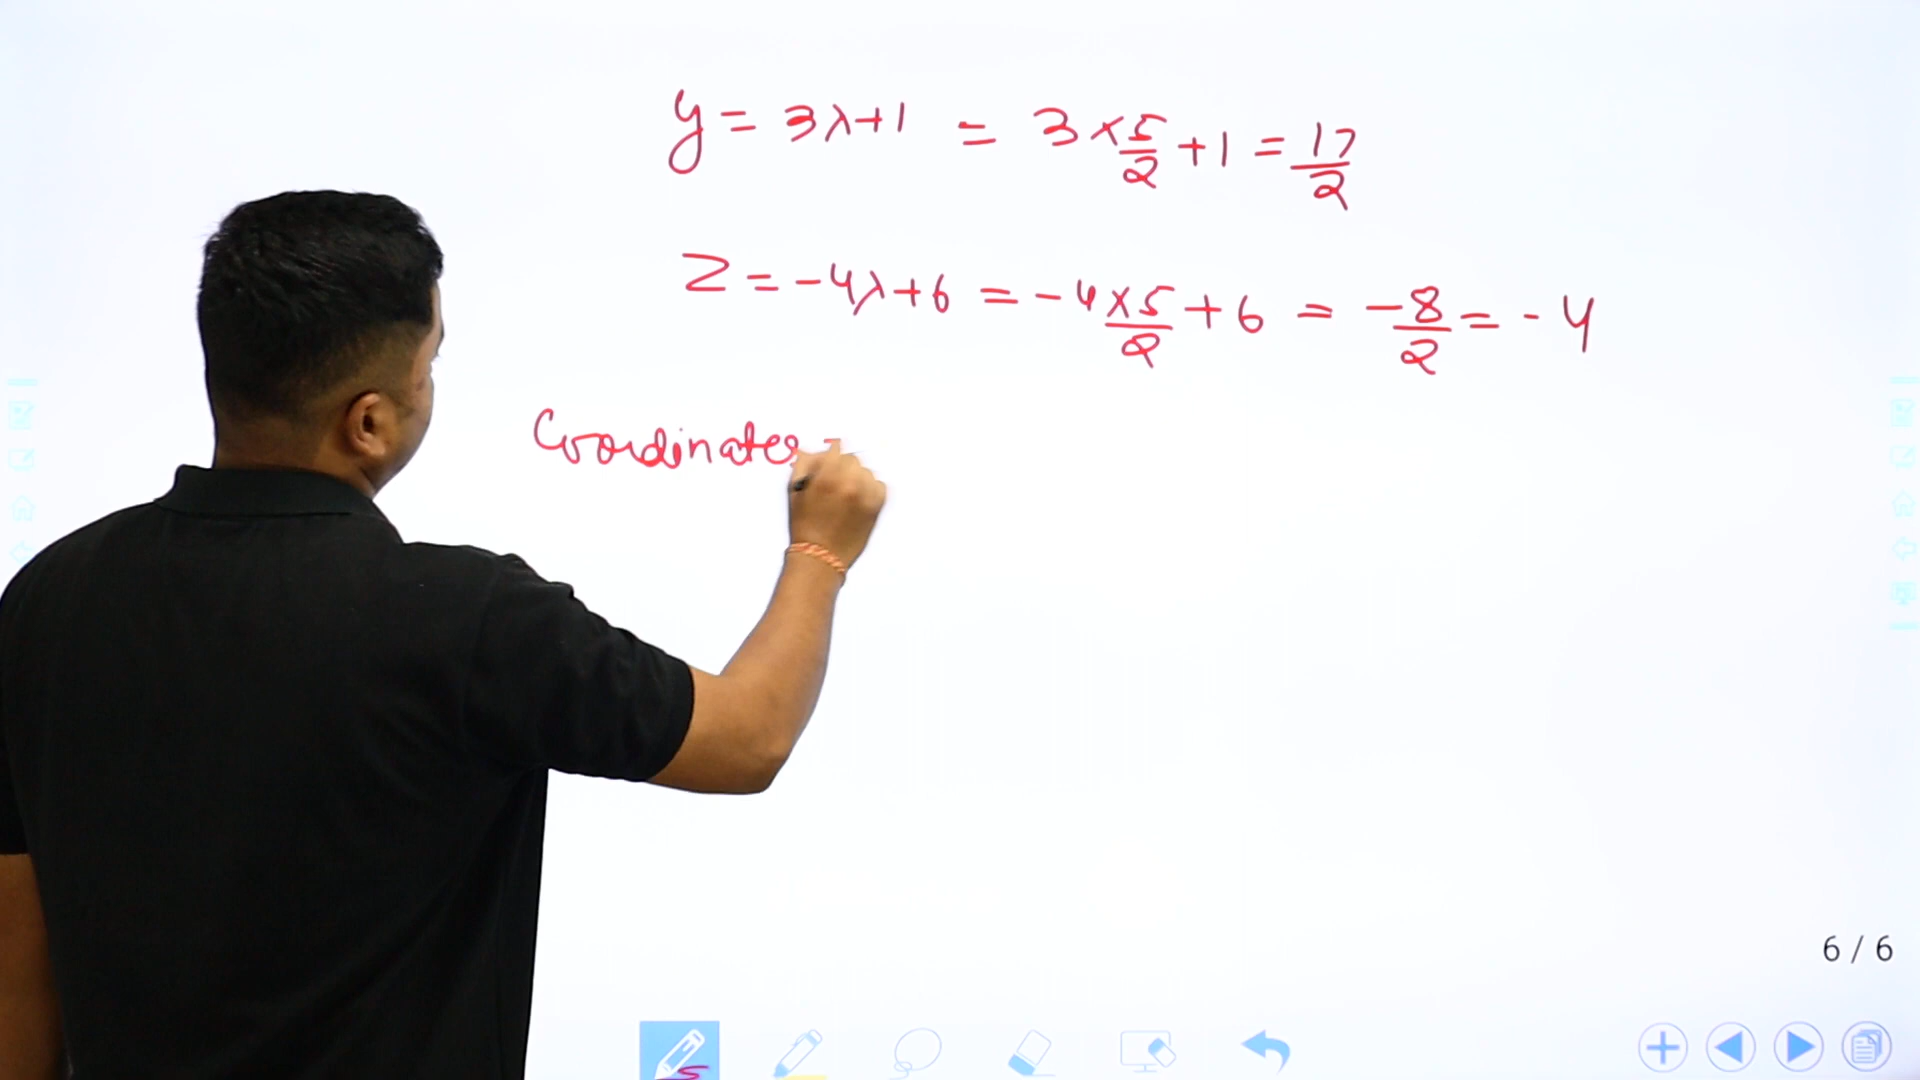 y = 3λ+1 = 3×5/2 + 1 = 17/2
Z = -4λ+6 = -4×5/2 + 6 = -8/2 = -4
Coordinates
6 / 6